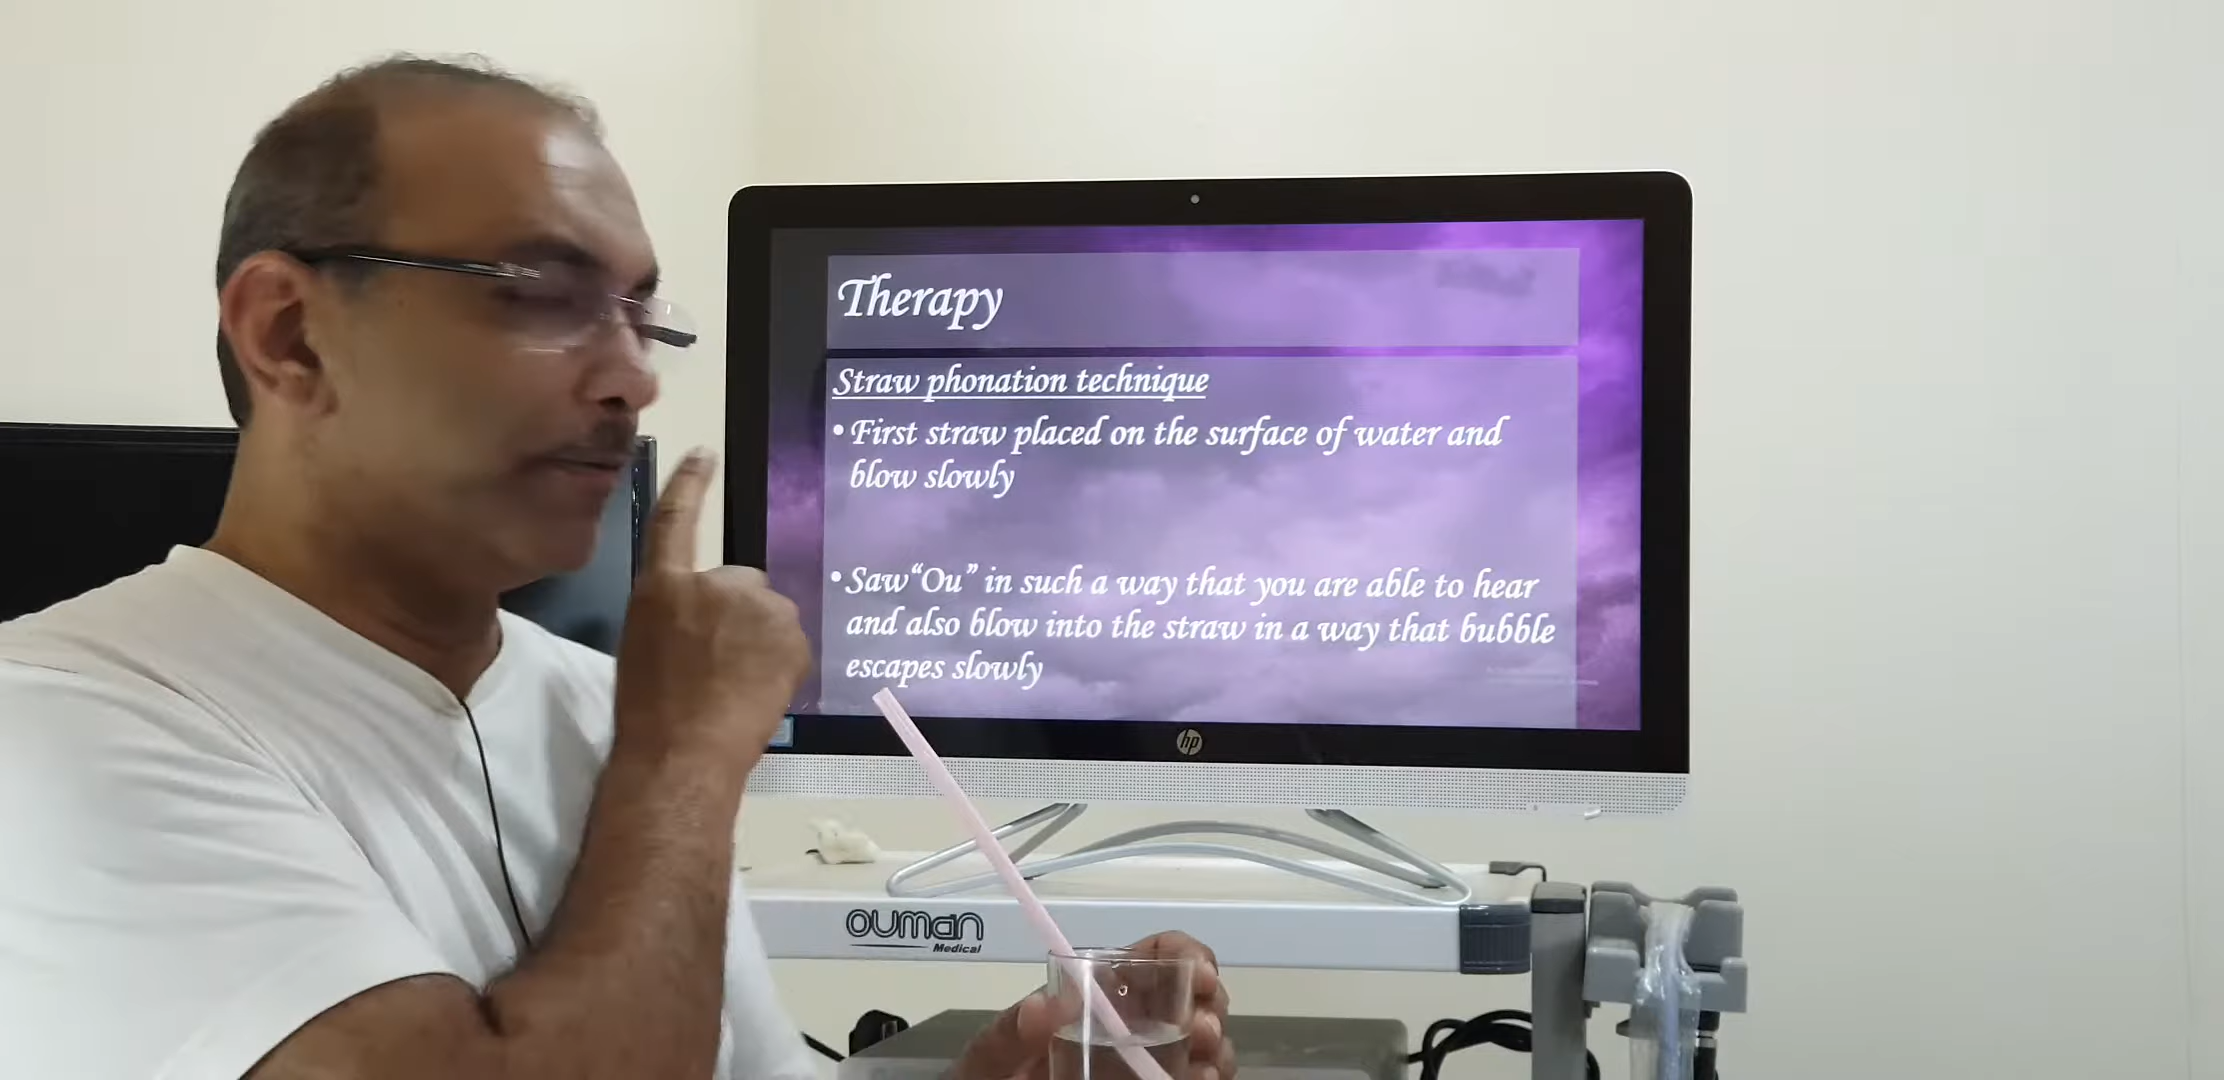 Therapy
Straw phonation technique
• First straw placed on the surface of water and
blow slowly
• Saw“Ou” in such a way that you are able to hear
and also blow into the straw in a way that bubble
escapes slowly
hp
ouman
Medical